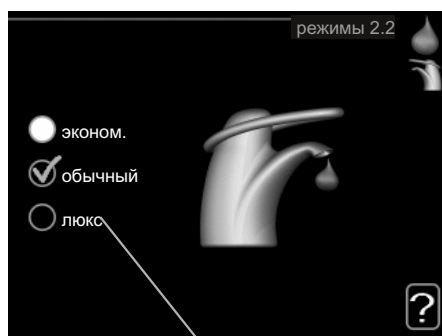 режимы 2.2
эконом.
обычный
люкс
?